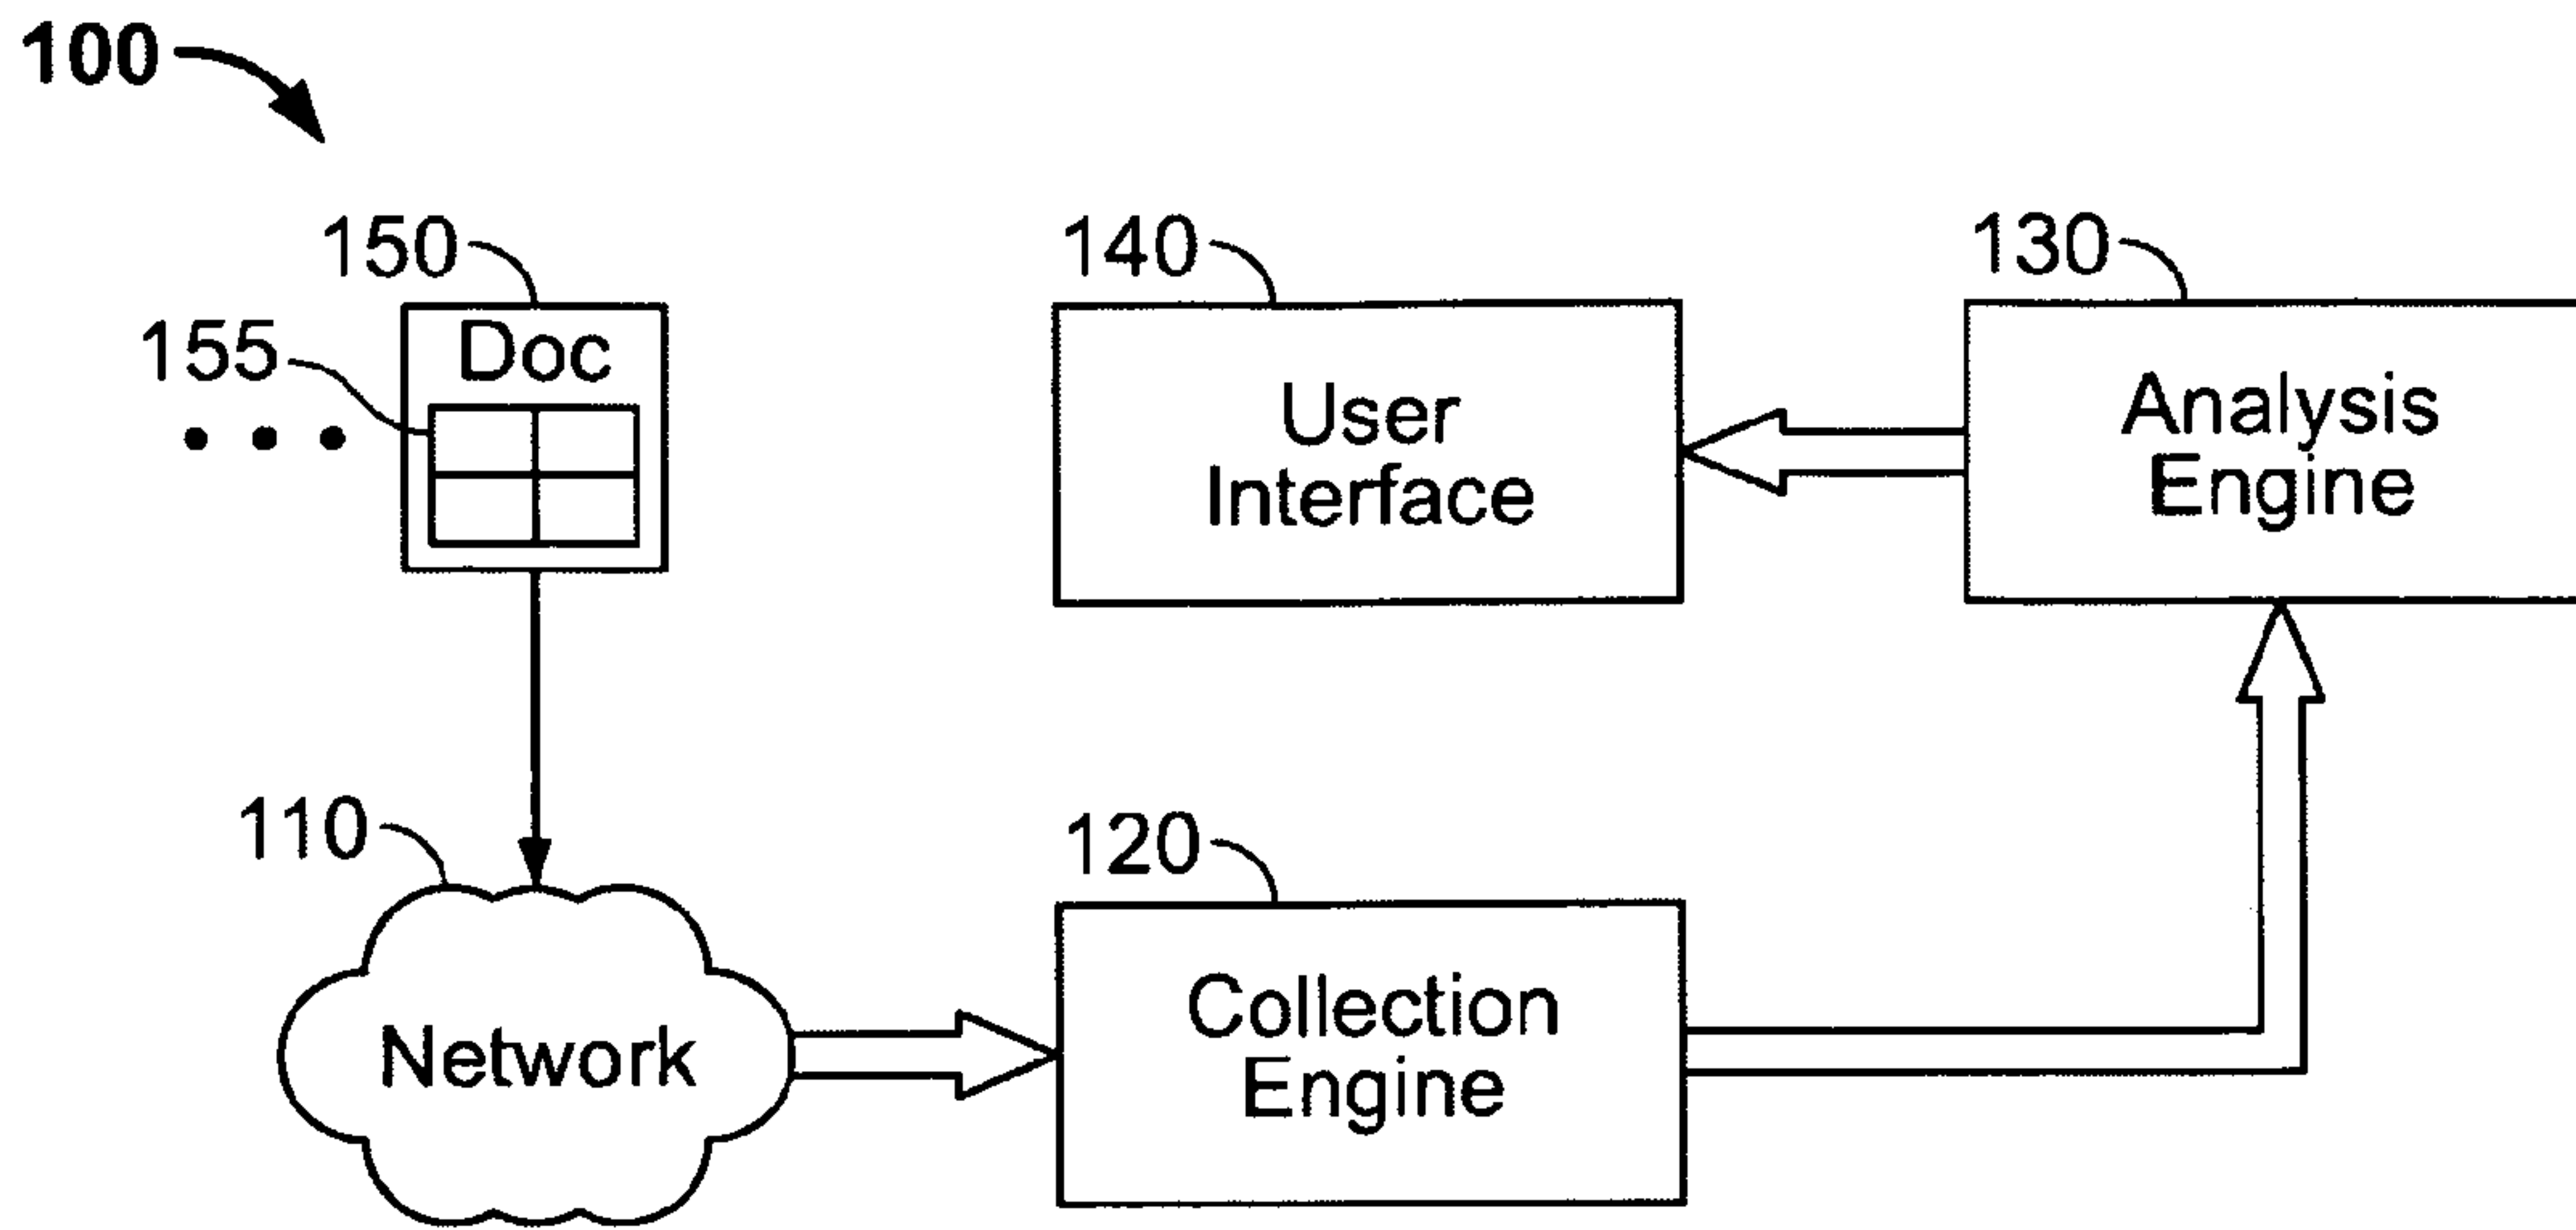 100
150
155
Doc
140
User
Interface
130
Analysis
Engine
110
Network
120
Collection
Engine